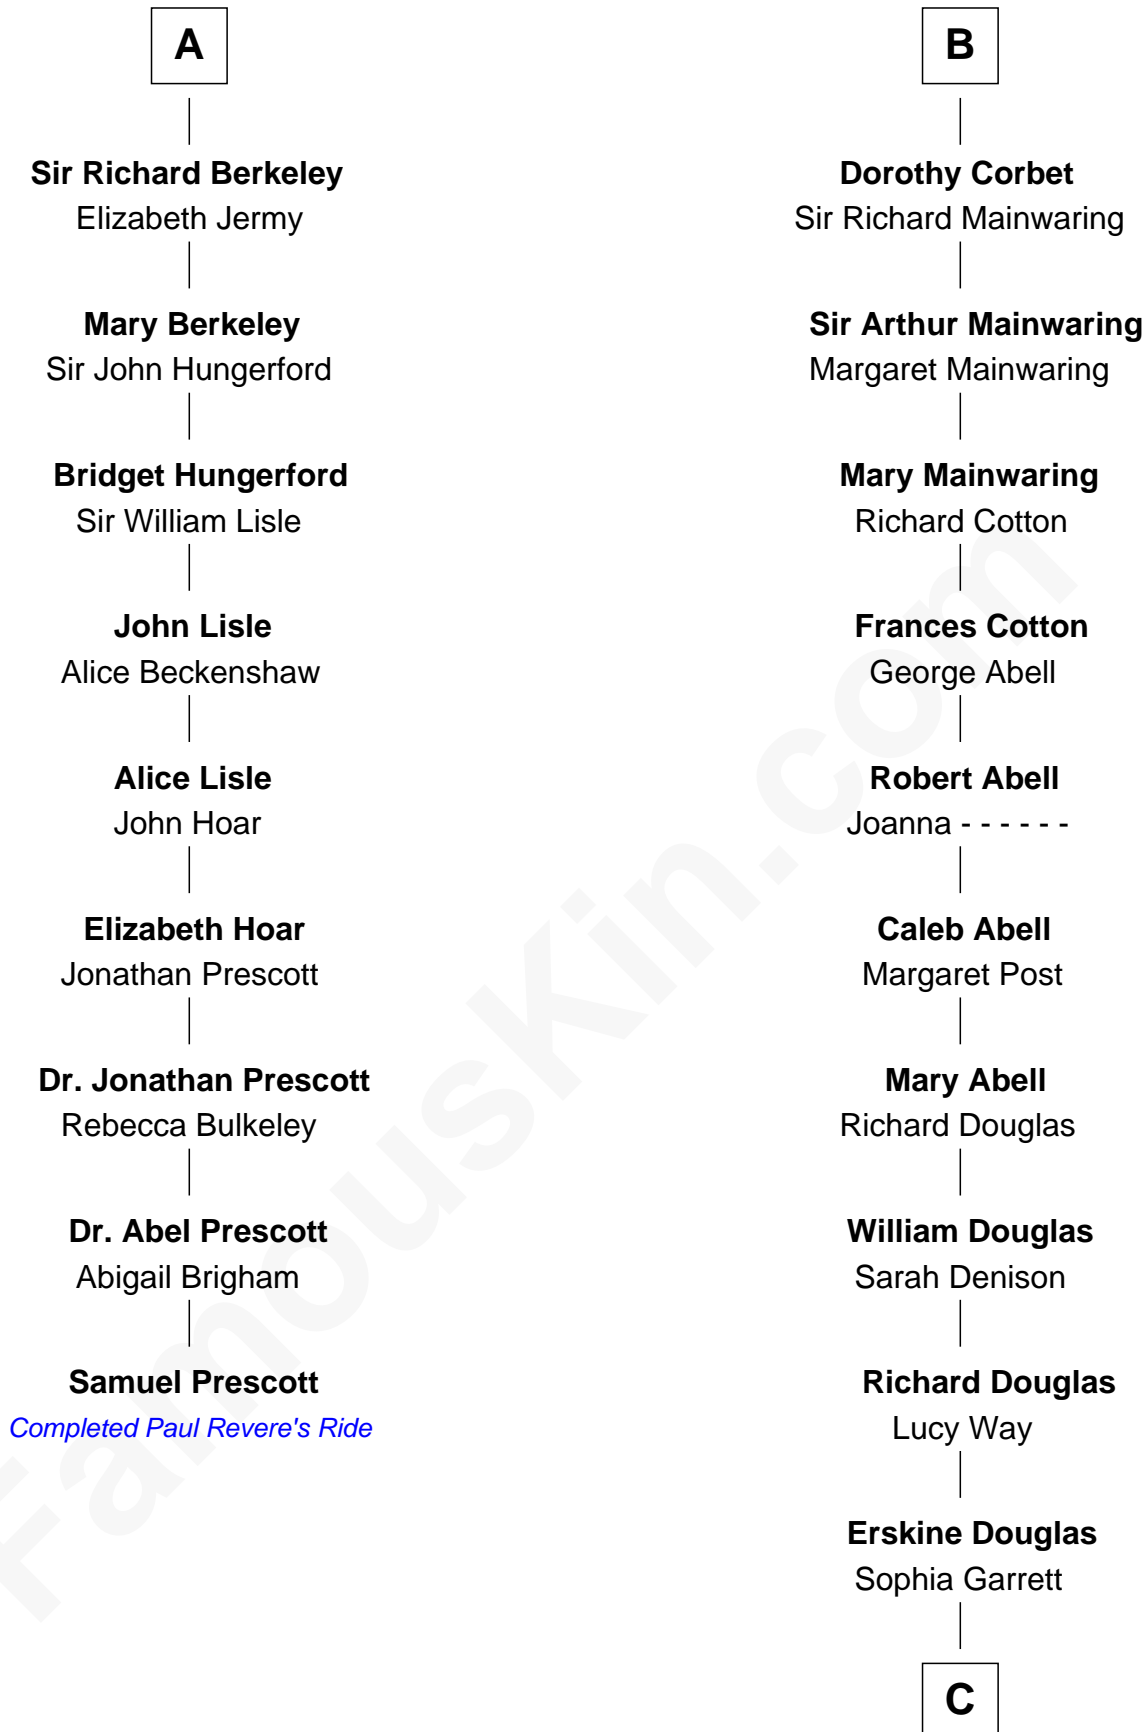 A
Sir Richard Berkeley
Elizabeth Jermy
Mary Berkeley
Sir John Hungerford
Bridget Hungerford
Sir William Lisle
John Lisle
Alice Beckenshaw
Alice Lisle
John Hoar
Elizabeth Hoar
Jonathan Prescott
Dr. Jonathan Prescott
Rebecca Bulkeley
Dr. Abel Prescott
Abigail Brigham
Samuel Prescott
Completed Paul Revere's Ride
B
Dorothy Corbet
Sir Richard Mainwaring
Sir Arthur Mainwaring
Margaret Mainwaring
Mary Mainwaring
Richard Cotton
Frances Cotton
George Abell
Robert Abell
Joanna - - - - - -
Caleb Abell
Margaret Post
Mary Abell
Richard Douglas
William Douglas
Sarah Denison
Richard Douglas
Lucy Way
Erskine Douglas
Sophia Garrett
C
FamousKin.com